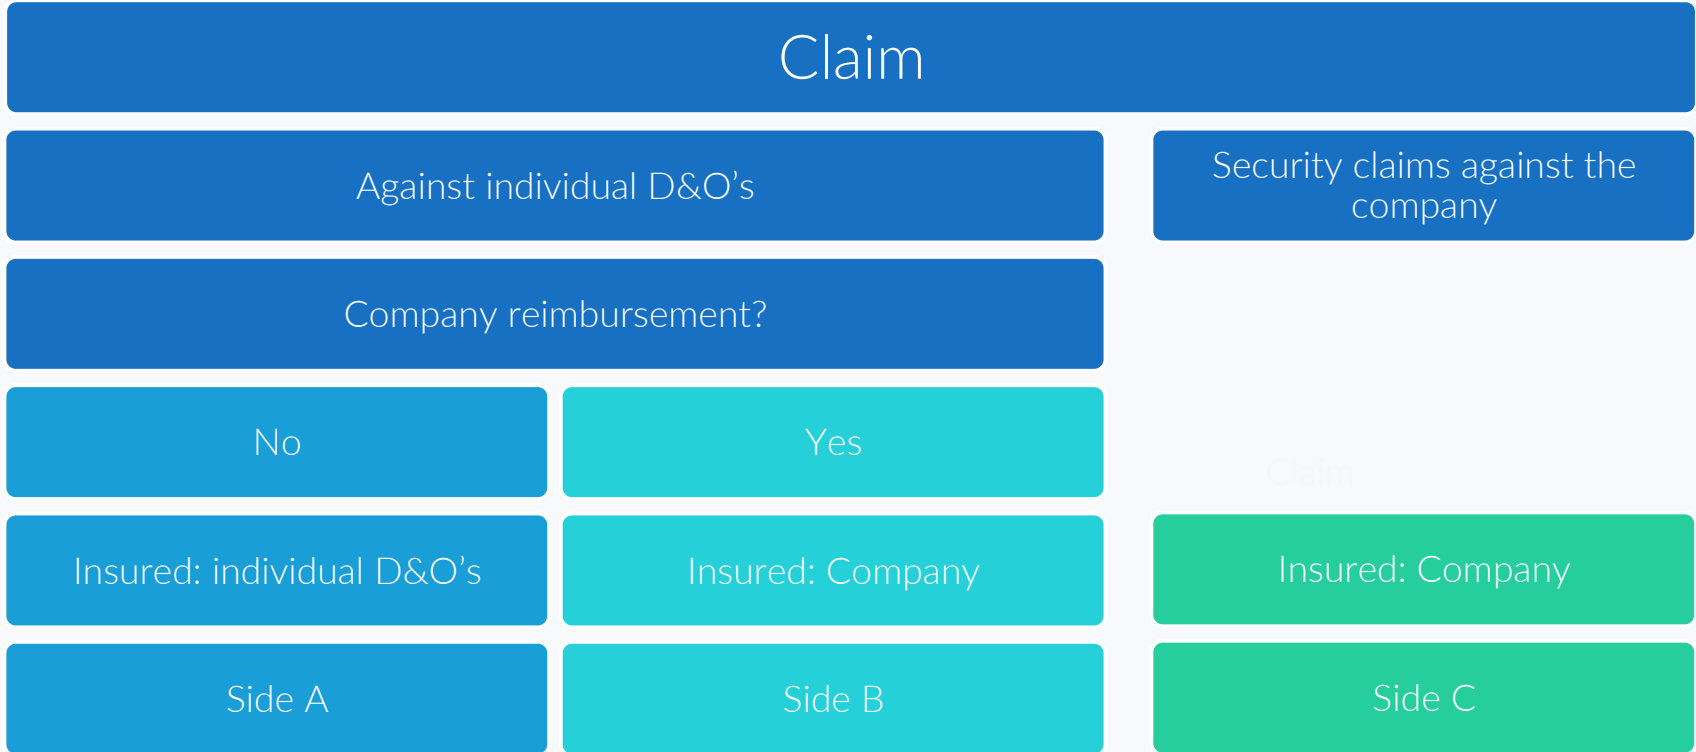 Claim
Against individual D&O’s
Security claims against the
company
Company reimbursement?
No
Yes
Claim
Insured: individual D&O’s
Insured: Company
Insured: Company
Side A
Side B
Side C